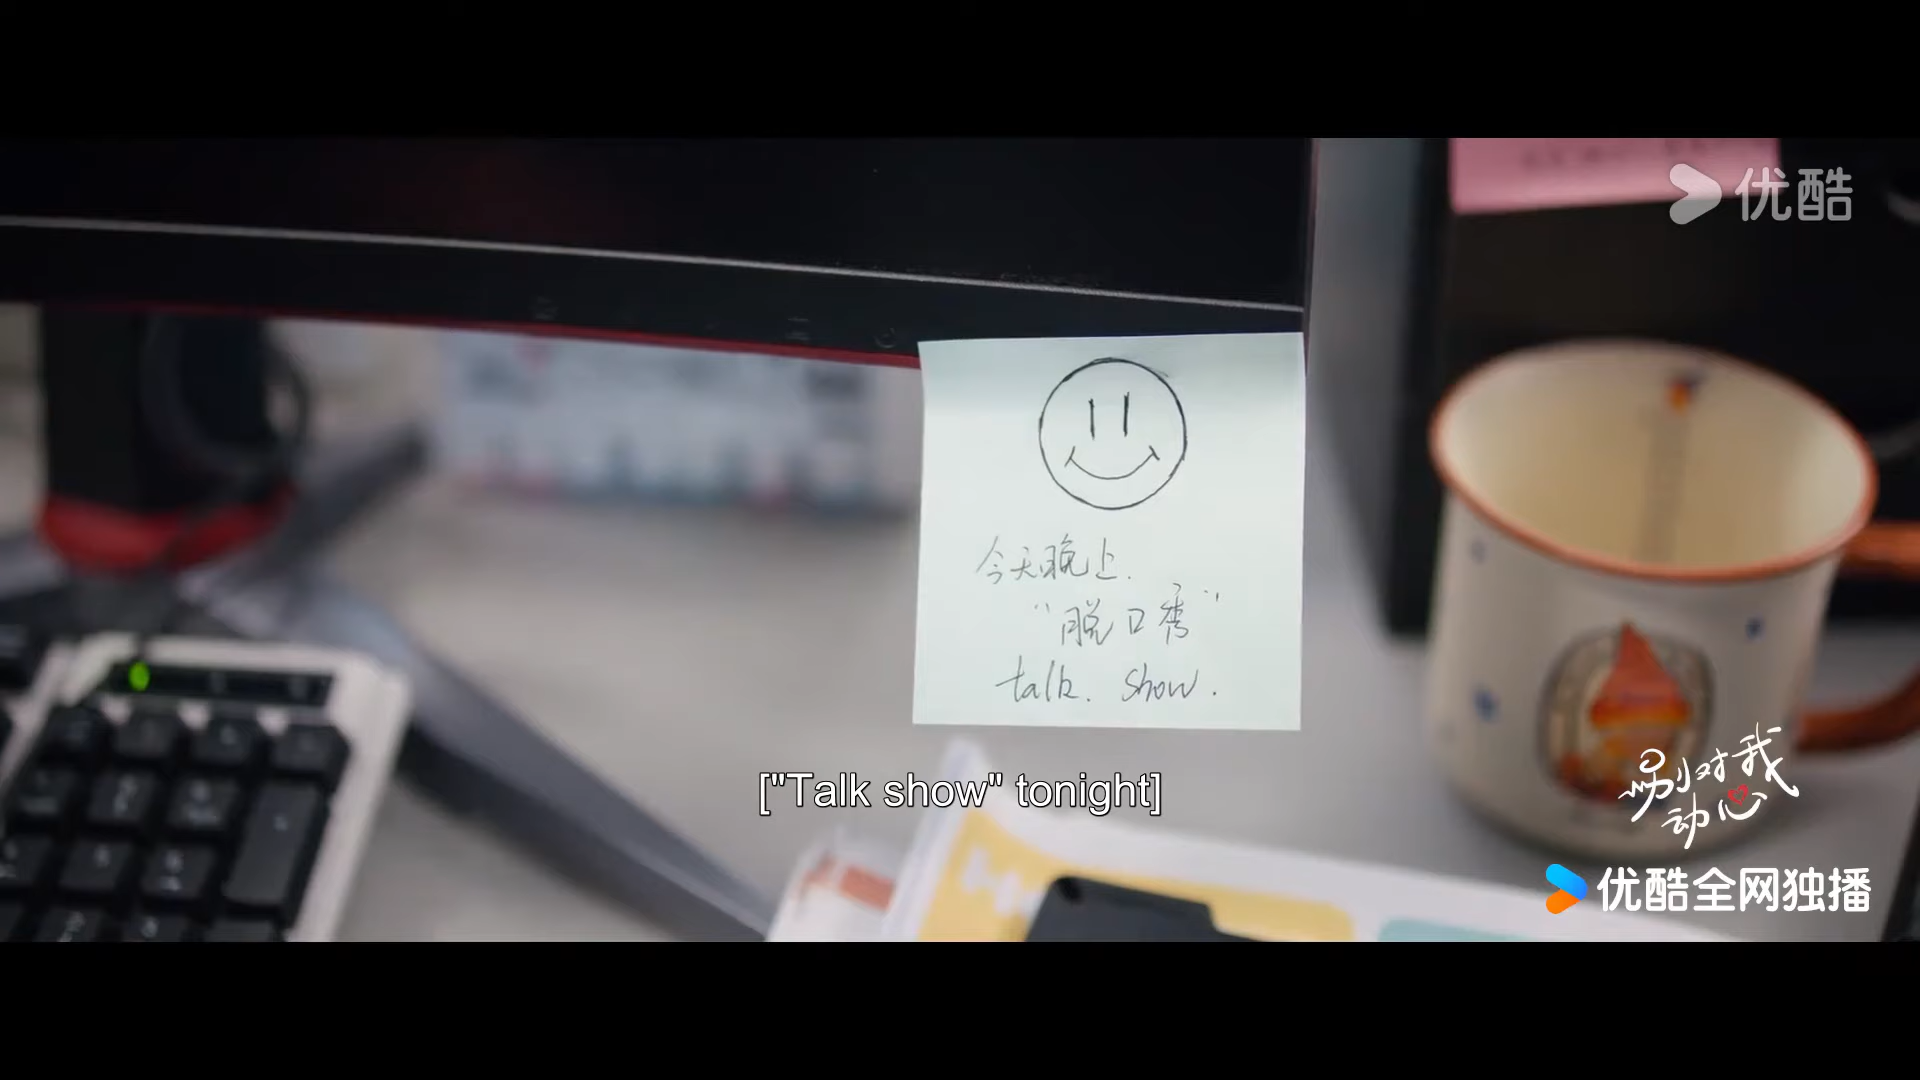 优酷
今天晚上.
"脱口秀"
talk. show.
["Talk show" tonight]
别对我
动心
优酷全网独播